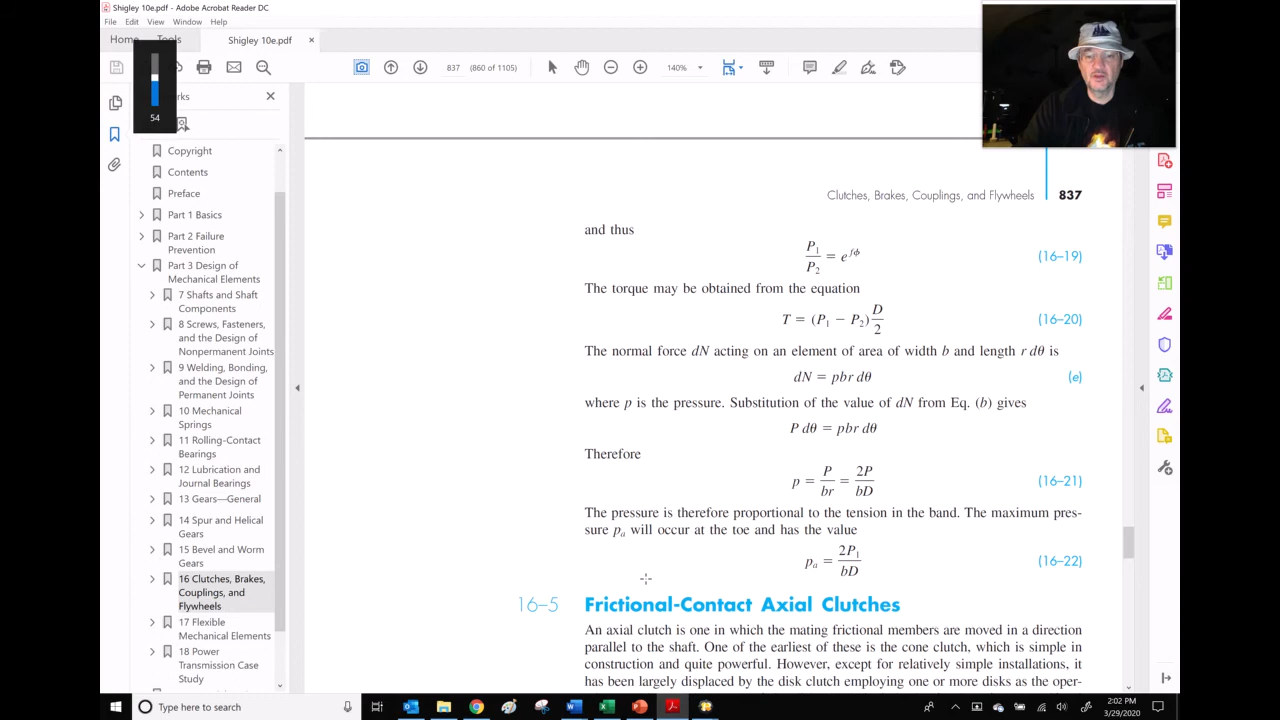 Shigley 10e.pdf - Adobe Acrobat Reader DC
File Edit View Window Help
Home Tools Shigley 10e.pdf ×
837 (860 of 1105) 140%
54
Copyright
Contents
Preface
Part 1 Basics
Part 2 Failure
Prevention
Part 3 Design of
Mechanical Elements
7 Shafts and Shaft
Components
8 Screws, Fasteners,
and the Design of
Nonpermanent Joints
9 Welding, Bonding,
and the Design of
Permanent Joints
10 Mechanical
Springs
11 Rolling-Contact
Bearings
12 Lubrication and
Journal Bearings
13 Gears—General
14 Spur and Helical
Gears
15 Bevel and Worm
Gears
16 Clutches, Brakes,
Couplings, and
Flywheels
17 Flexible
Mechanical Elements
18 Power
Transmission Case
Study
Clutches, Brakes, Couplings, and Flywheels 837
and thus
P₁/P₂ = e^{fϕ} (16–19)
The torque may be obtained from the equation
T = (P₁ − P₂) D/2 (16–20)
The normal force dN acting on an element of area of width b and length r dθ is
dN = pbr dθ (e)
where p is the pressure. Substitution of the value of dN from Eq. (b) gives
P dθ = pbr dθ
Therefore
p = P/br = 2P/bD (16–21)
The pressure is therefore proportional to the tension in the band. The maximum pres-
sure pₐ will occur at the toe and has the value
pₐ = 2P₁/bD (16–22)
16–5 Frictional-Contact Axial Clutches
An axial clutch is one in which the mating frictional members are moved in a direction
parallel to the shaft. One of the earliest of these is the cone clutch, which is simple in
construction and quite powerful. However, except for relatively simple installations, it
has been largely displaced by the disk clutch employing one or more disks as the oper-
Type here to search
2:02 PM
3/29/2020